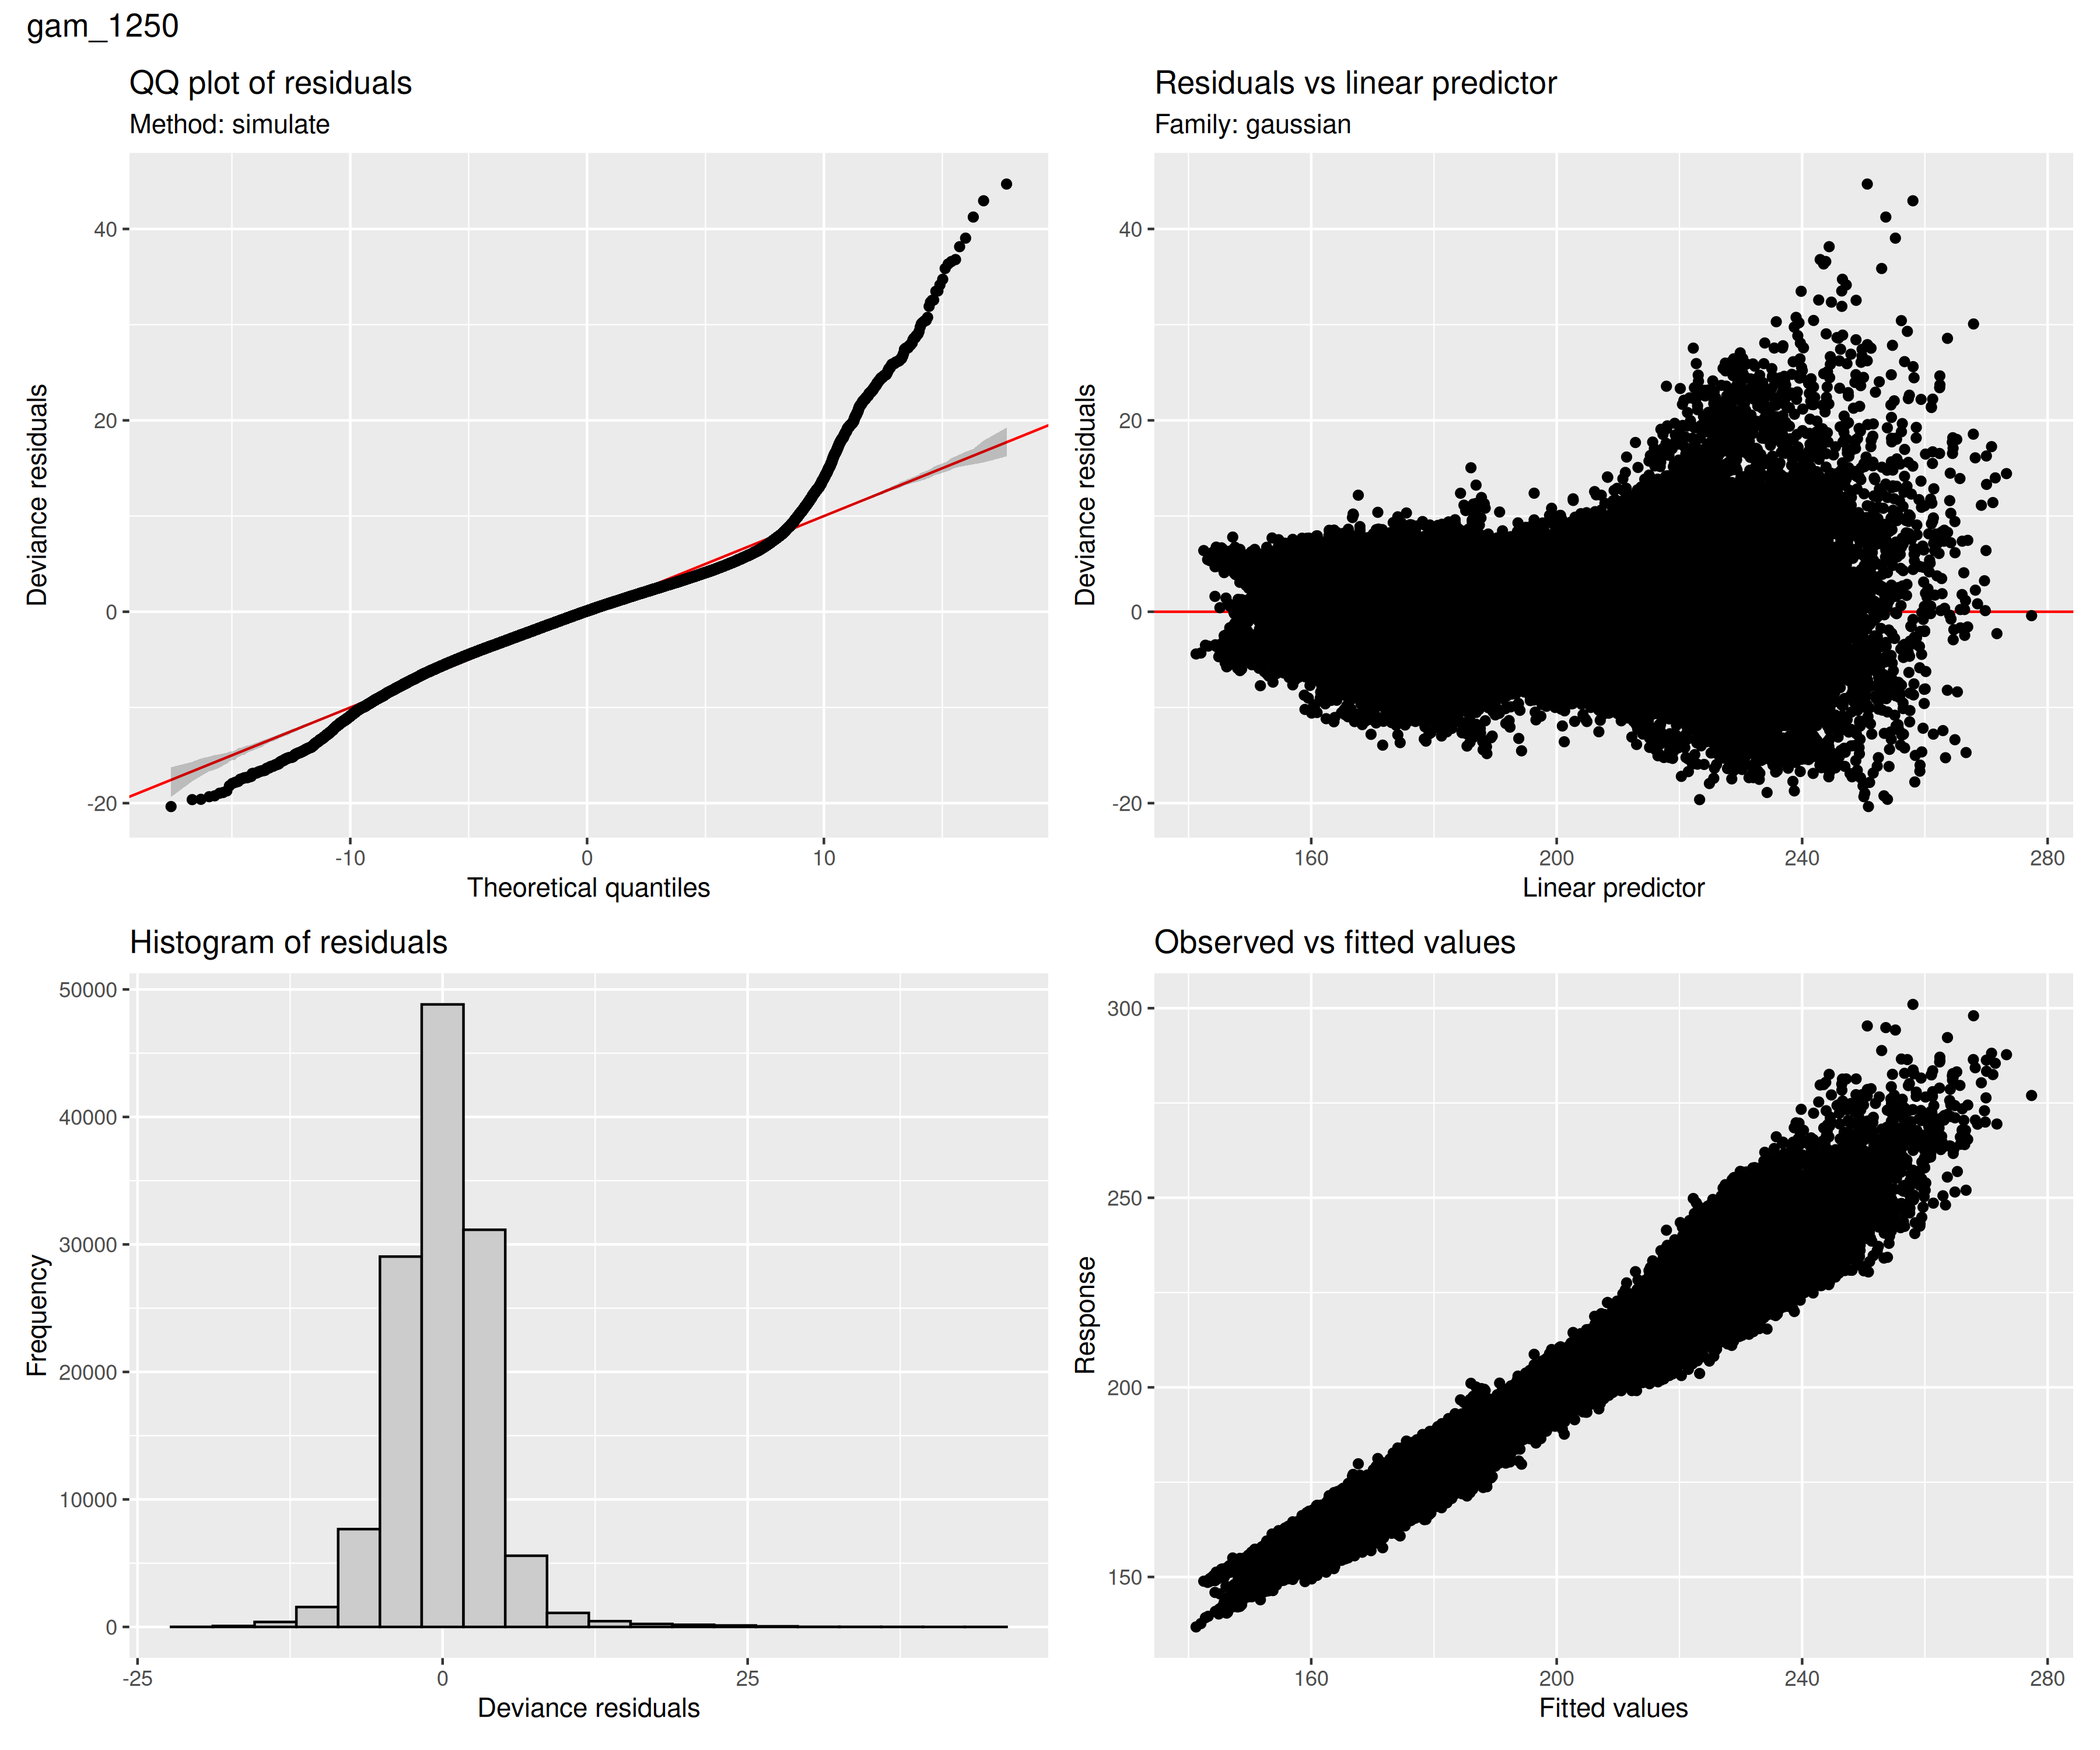 gam_1250
QQ plot of residuals
Method: simulate
Deviance residuals
40
20
0
-20
-10
0
10
Theoretical quantiles
Residuals vs linear predictor
Family: gaussian
Deviance residuals
40
20
0
-20
160
200
240
280
Linear predictor
Histogram of residuals
Frequency
50000
40000
30000
20000
10000
0
-25
0
25
Deviance residuals
Observed vs fitted values
Response
300
250
200
150
160
200
240
280
Fitted values